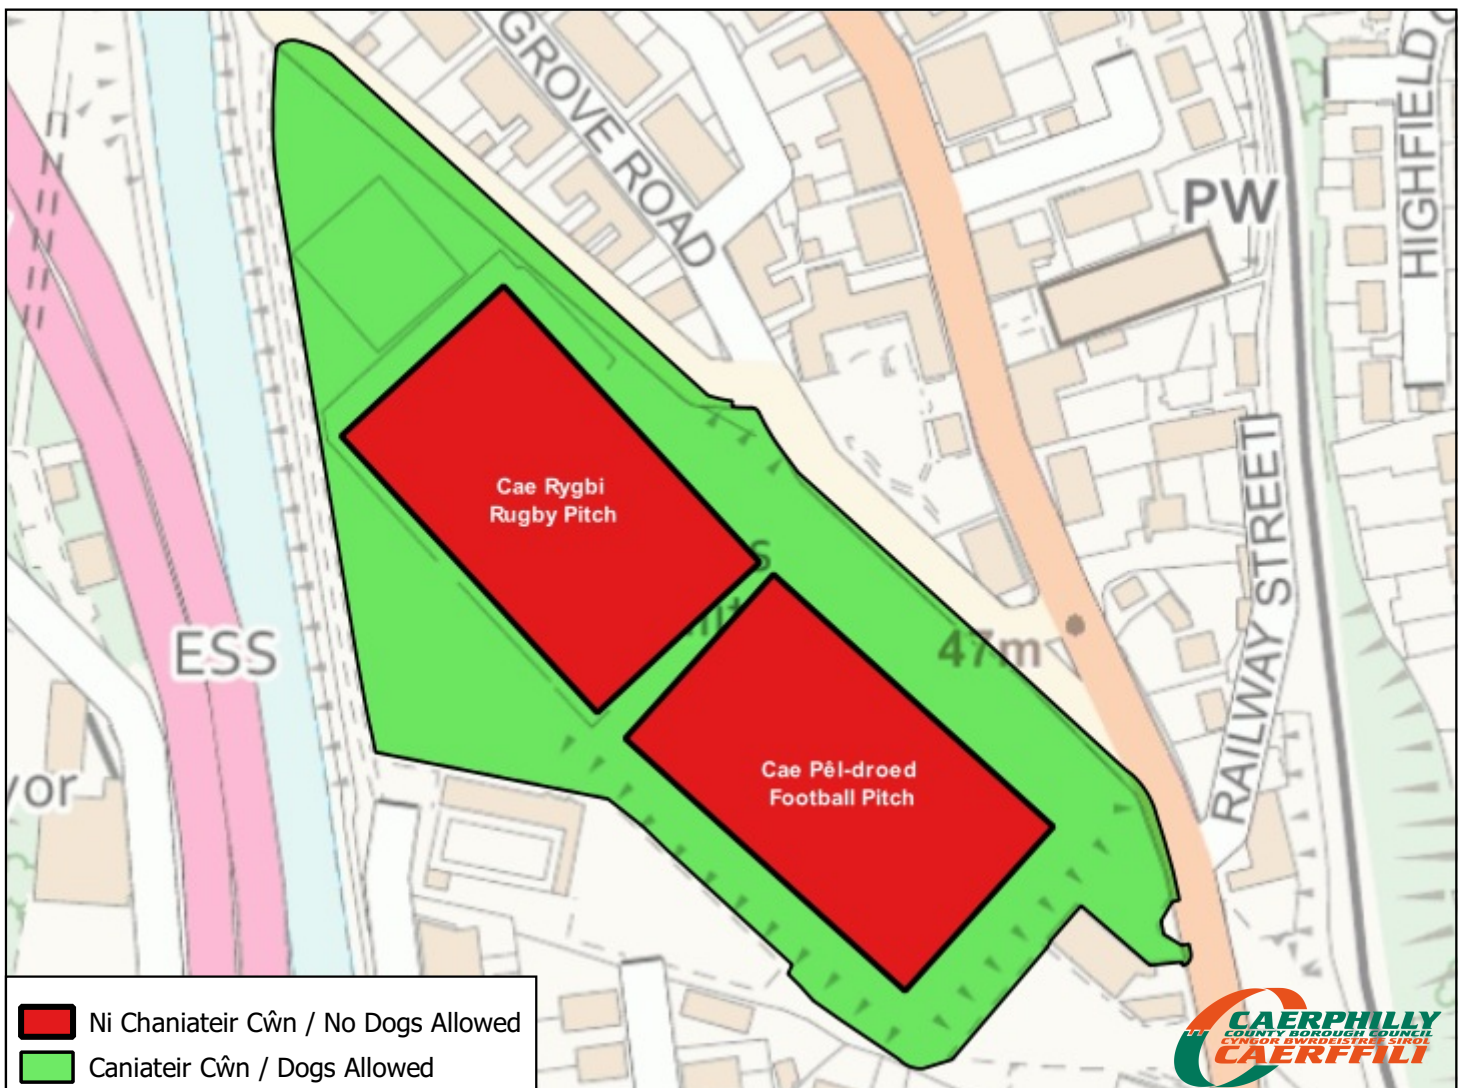 GROVE ROAD
HIGHFIELD
PW
Cae Rygbi
Rugby Pitch
RAILWAY STREET
47m
ESS
Cae Pêl-droed
Football Pitch
Ni Chaniateir Cŵn / No Dogs Allowed
Caniateir Cŵn / Dogs Allowed
CAERPHILLY
COUNTY BOROUGH COUNCIL
CYNGOR BWRDEISTREF SIROL
CAERFFILI